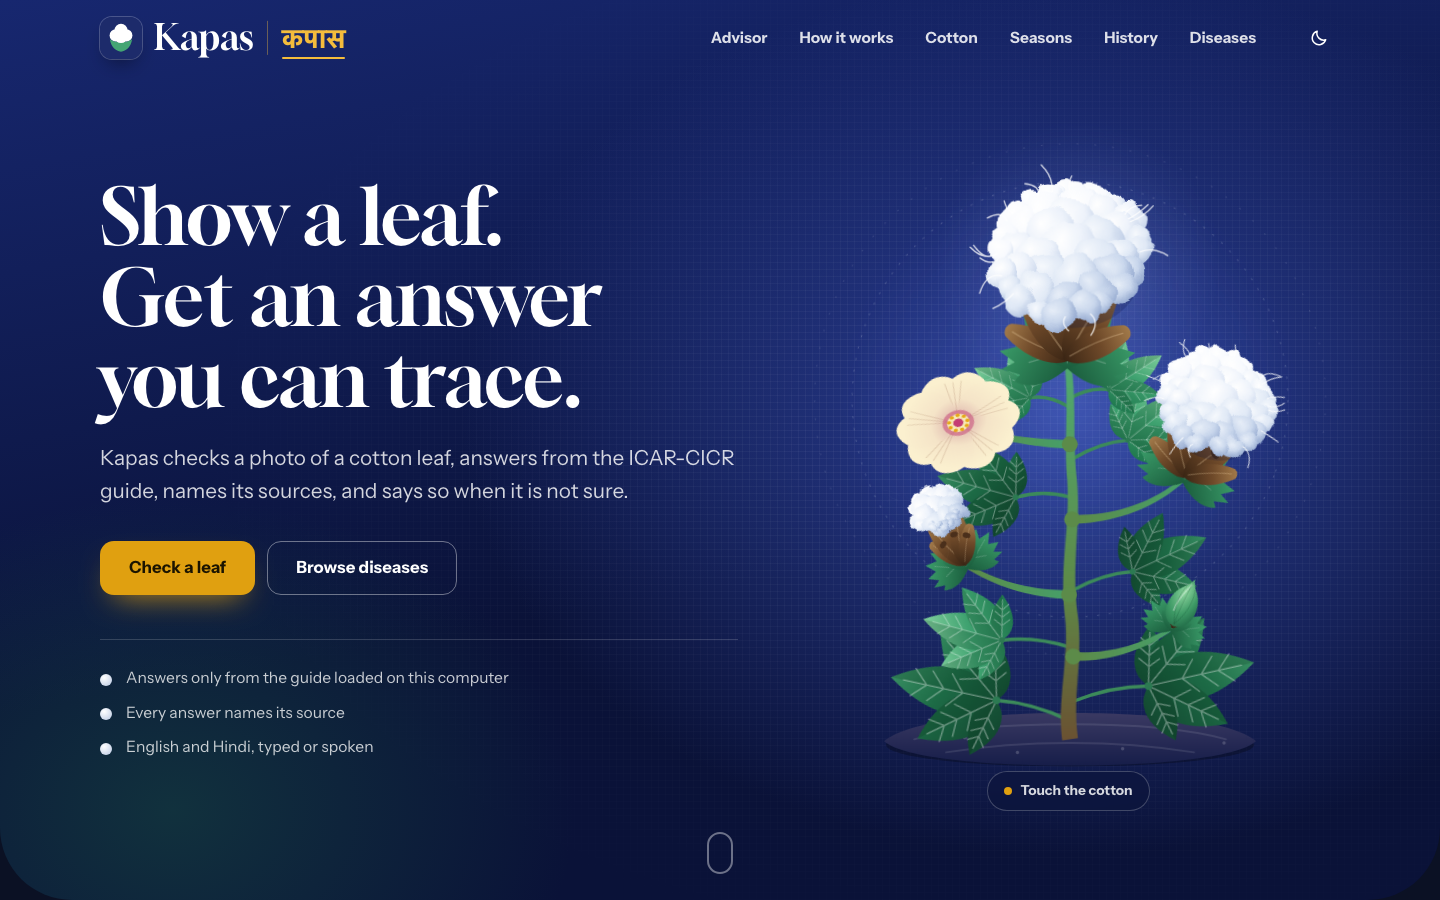 Kapas कपास
Advisor How it works Cotton Seasons History Diseases
Show a leaf.
Get an answer
you can trace.
Kapas checks a photo of a cotton leaf, answers from the ICAR-CICR
guide, names its sources, and says so when it is not sure.
Check a leaf Browse diseases
Answers only from the guide loaded on this computer
Every answer names its source
English and Hindi, typed or spoken
Touch the cotton